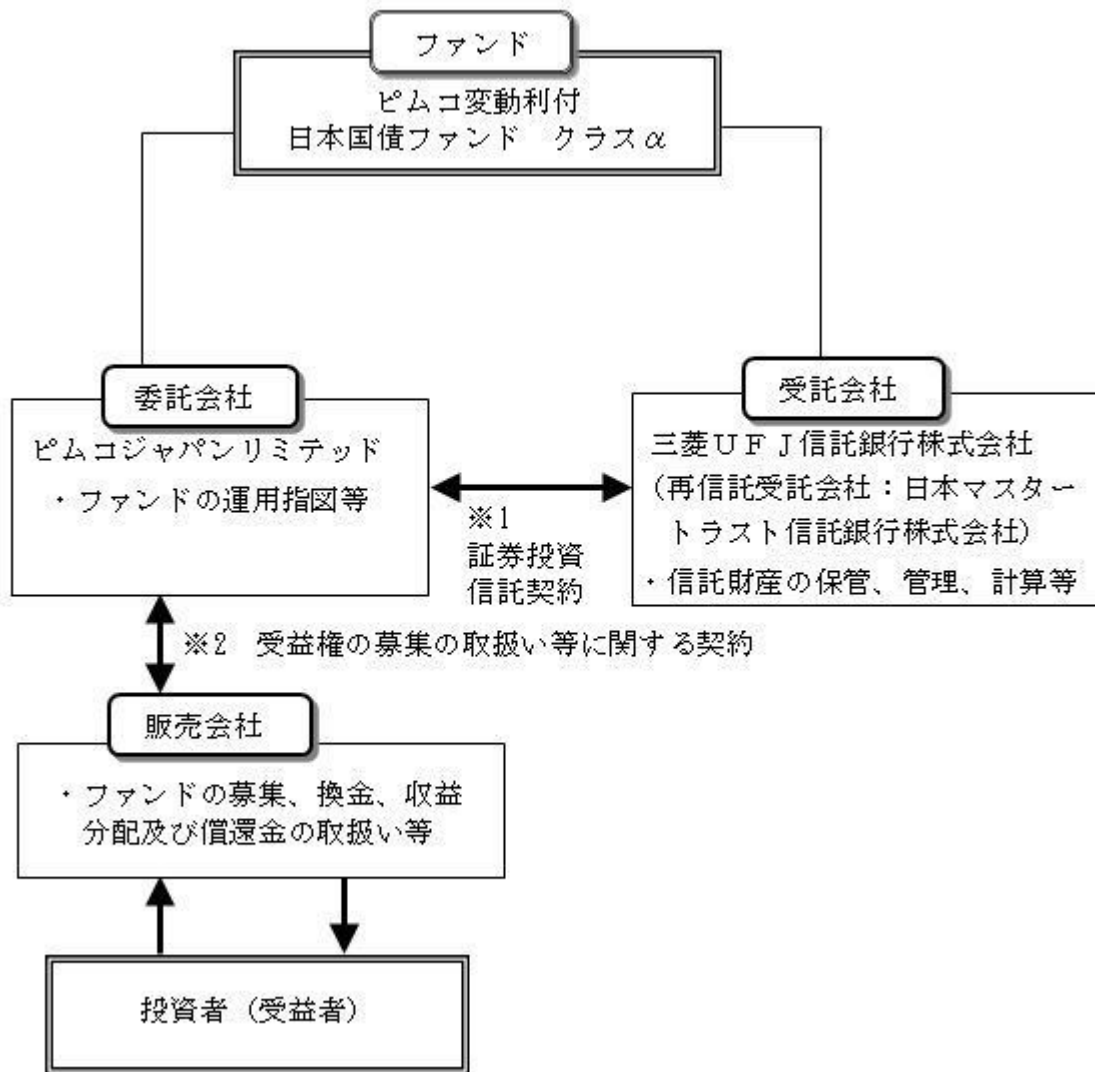 ファンド
ピムコ変動利付
日本国債ファンド　クラスα
委託会社
ピムコジャパンリミテッド
・ファンドの運用指図等
※1
証券投資
信託契約
受託会社
三菱ＵＦＪ信託銀行株式会社
(再信託受託会社：日本マスター
トラスト信託銀行株式会社)
・信託財産の保管、管理、計算等
※2　受益権の募集の取扱い等に関する契約
販売会社
・ファンドの募集、換金、収益
分配及び償還金の取扱い等
投資者（受益者）